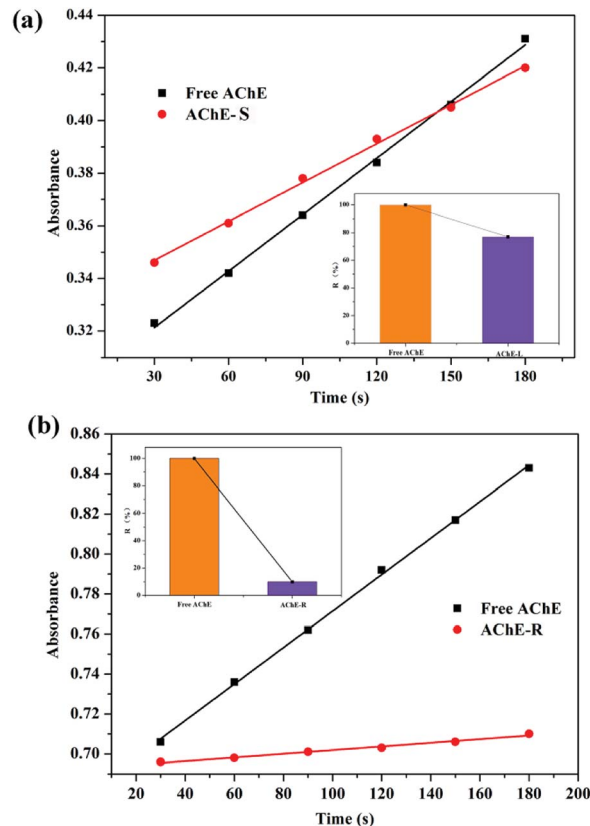 (a)
0.44
0.42
0.40
0.38
0.36
0.34
0.32
Absorbance
Free AChE
AChE-S
100
80
60
40
20
0
R (%)
Free AChE AChE-L
30 60 90 120 150 180
Time (s)
(b)
0.86
0.84
0.82
0.80
0.78
0.76
0.74
0.72
0.70
Absorbance
100
80
60
40
20
0
R (%)
Free AChE AChE-R
Free AChE
AChE-R
20 40 60 80 100 120 140 160 180 200
Time (s)